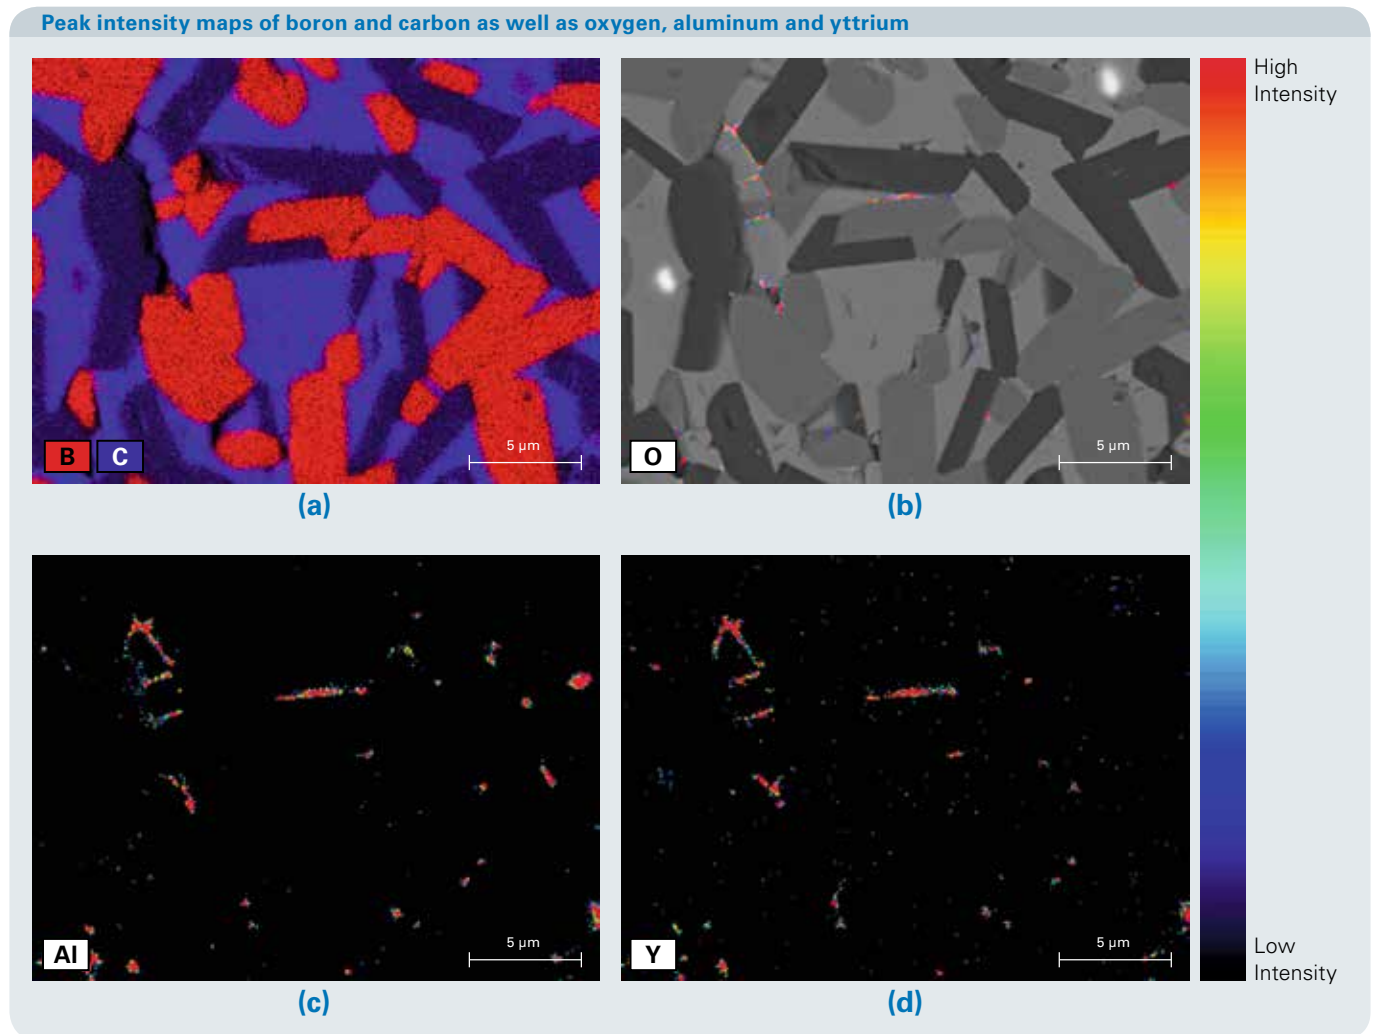 Peak intensity maps of boron and carbon as well as oxygen, aluminum and yttrium
High
Intensity
B C
5 µm
O
5 µm
(a)
(b)
Al
5 µm
Y
5 µm
Low
Intensity
(c)
(d)